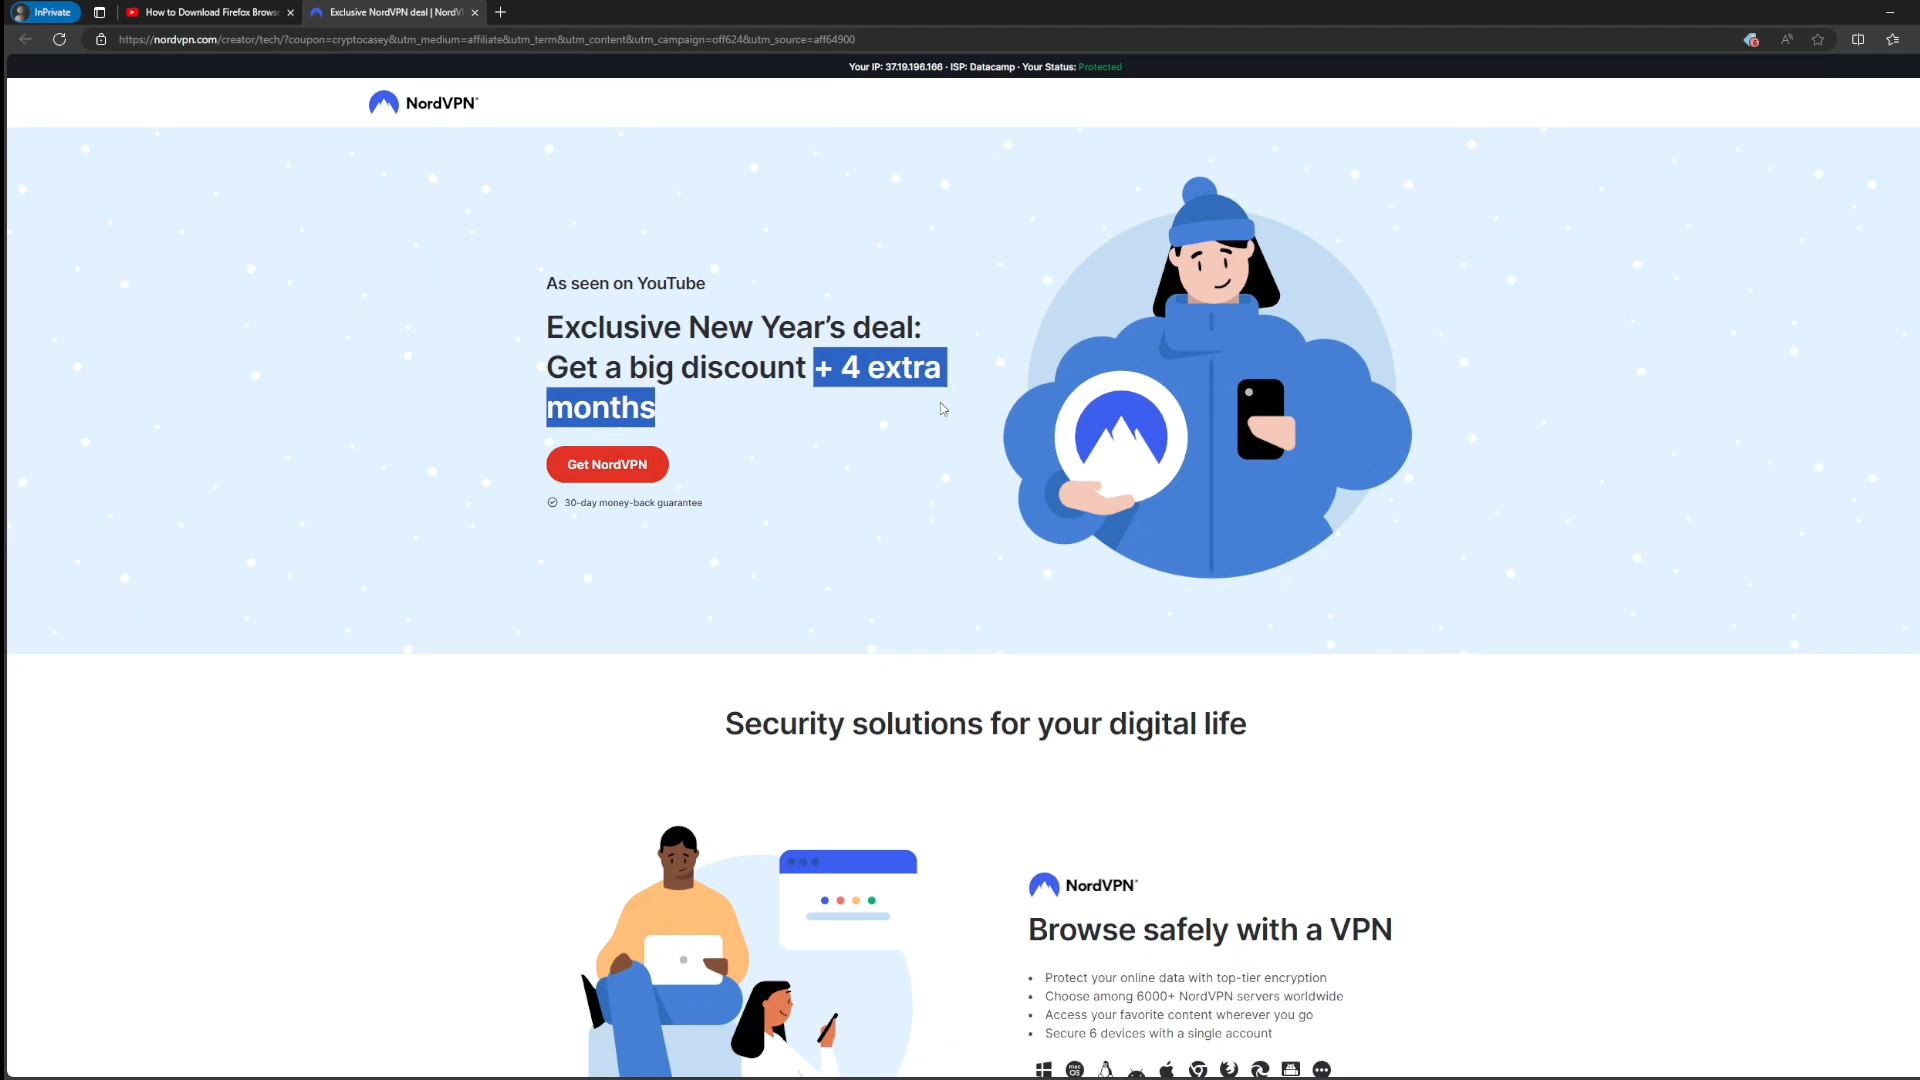 InPrivate
How to Download Firefox Brows
Exclusive NordVPN deal | NordV
https://nordvpn.com/creator/tech/?coupon=cryptocasey&utm_medium=affiliate&utm_term&utm_content&utm_campaign=off624&utm_source=aff64900
Your IP: 37.19.196.166 · ISP: Datacamp · Your Status: Protected
NordVPN®
As seen on YouTube
Exclusive New Year’s deal:
Get a big discount + 4 extra
months
Get NordVPN
30-day money-back guarantee
Security solutions for your digital life
NordVPN®
Browse safely with a VPN
• Protect your online data with top-tier encryption
• Choose among 6000+ NordVPN servers worldwide
• Access your favorite content wherever you go
• Secure 6 devices with a single account
mac
OS